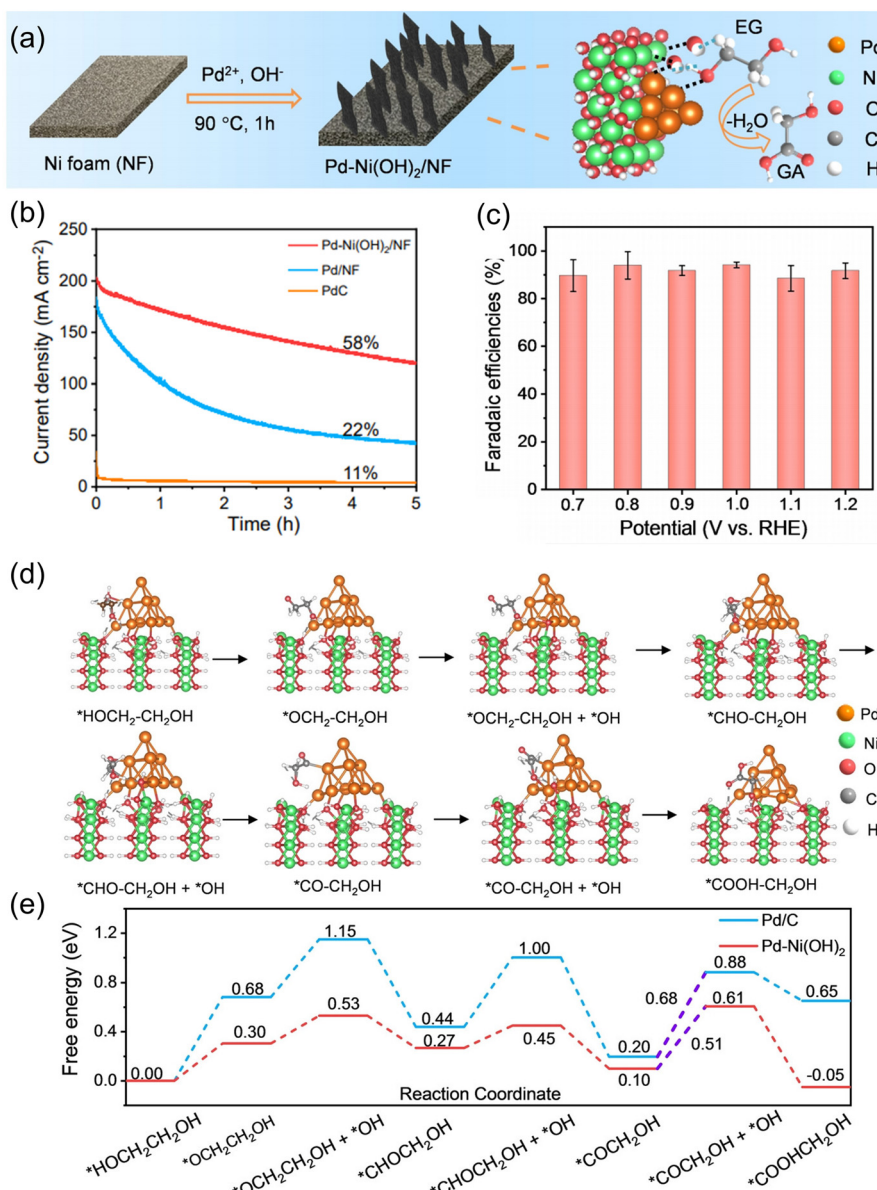 (a)
Pd²⁺, OH⁻
90 °C, 1h
Ni foam (NF)
Pd-Ni(OH)₂/NF
EG
-H₂O
GA
Pd
N
O
C
H
(b)
Current density (mA cm⁻²)
250
200
150
100
50
0
Pd-Ni(OH)₂/NF
Pd/NF
PdC
58%
22%
11%
0 1 2 3 4 5
Time (h)
(c)
Faradaic efficiencies (%)
100
80
60
40
20
0
0.7 0.8 0.9 1.0 1.1 1.2
Potential (V vs. RHE)
(d)
*HOCH₂-CH₂OH
*OCH₂-CH₂OH
*OCH₂-CH₂OH + *OH
*CHO-CH₂OH
*CHO-CH₂OH + *OH
*CO-CH₂OH
*CO-CH₂OH + *OH
*COOH-CH₂OH
Pd
Ni
O
C
H
(e)
Free energy (eV)
1.2
0.8
0.4
0.0
Pd/C
Pd-Ni(OH)₂
0.00
0.68
1.15
0.44
1.00
0.20
0.68
0.88
0.65
0.30
0.53
0.27
0.45
0.10
0.51
0.61
-0.05
Reaction Coordinate
*HOCH₂CH₂OH
*OCH₂CH₂OH
*OCH₂CH₂OH + *OH
*CHOCH₂OH
*CHOCH₂OH + *OH
*COCH₂OH
*COCH₂OH + *OH
*COOHCH₂OH